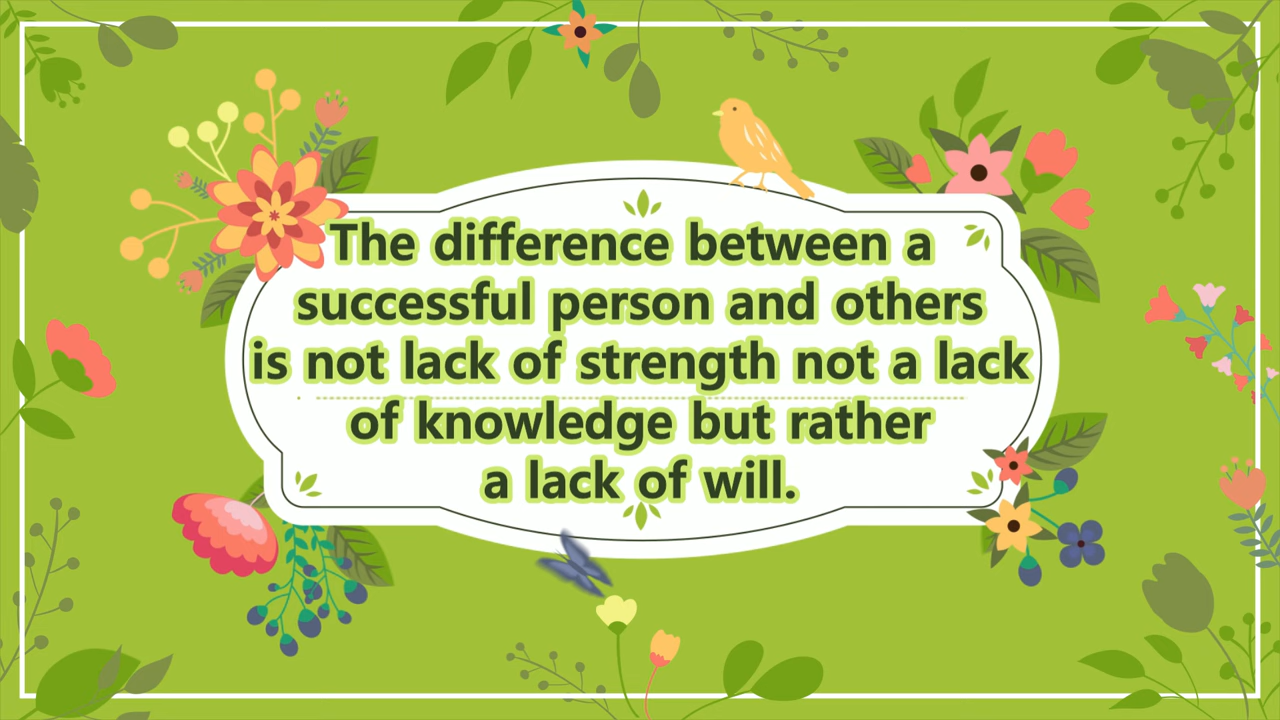 The difference between a
successful person and others
is not lack of strength not a lack
of knowledge but rather
a lack of will.